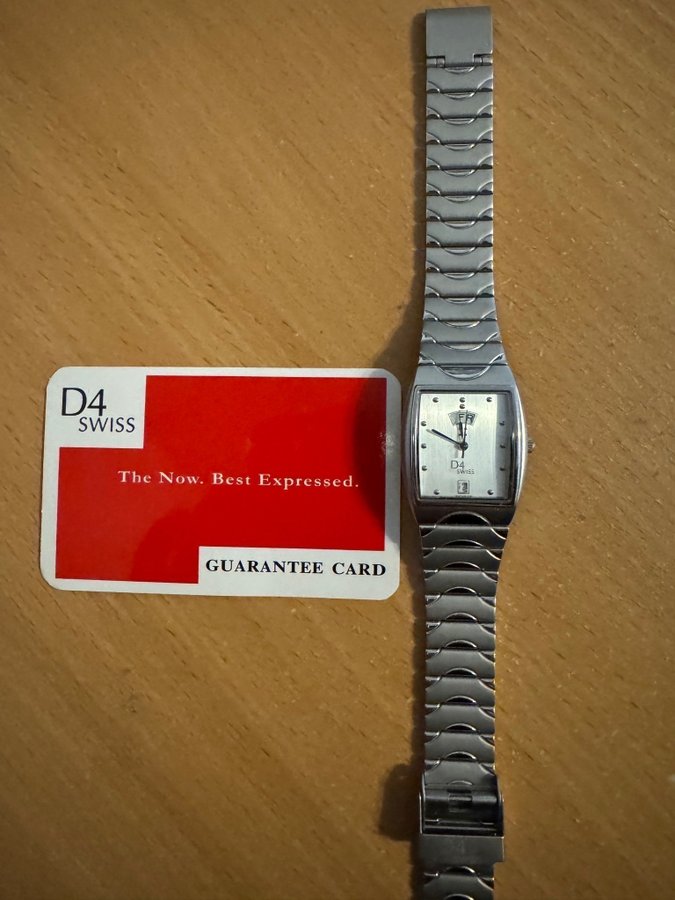 D4
SWISS
The Now. Best Expressed.
GUARANTEE CARD
D4
SWISS